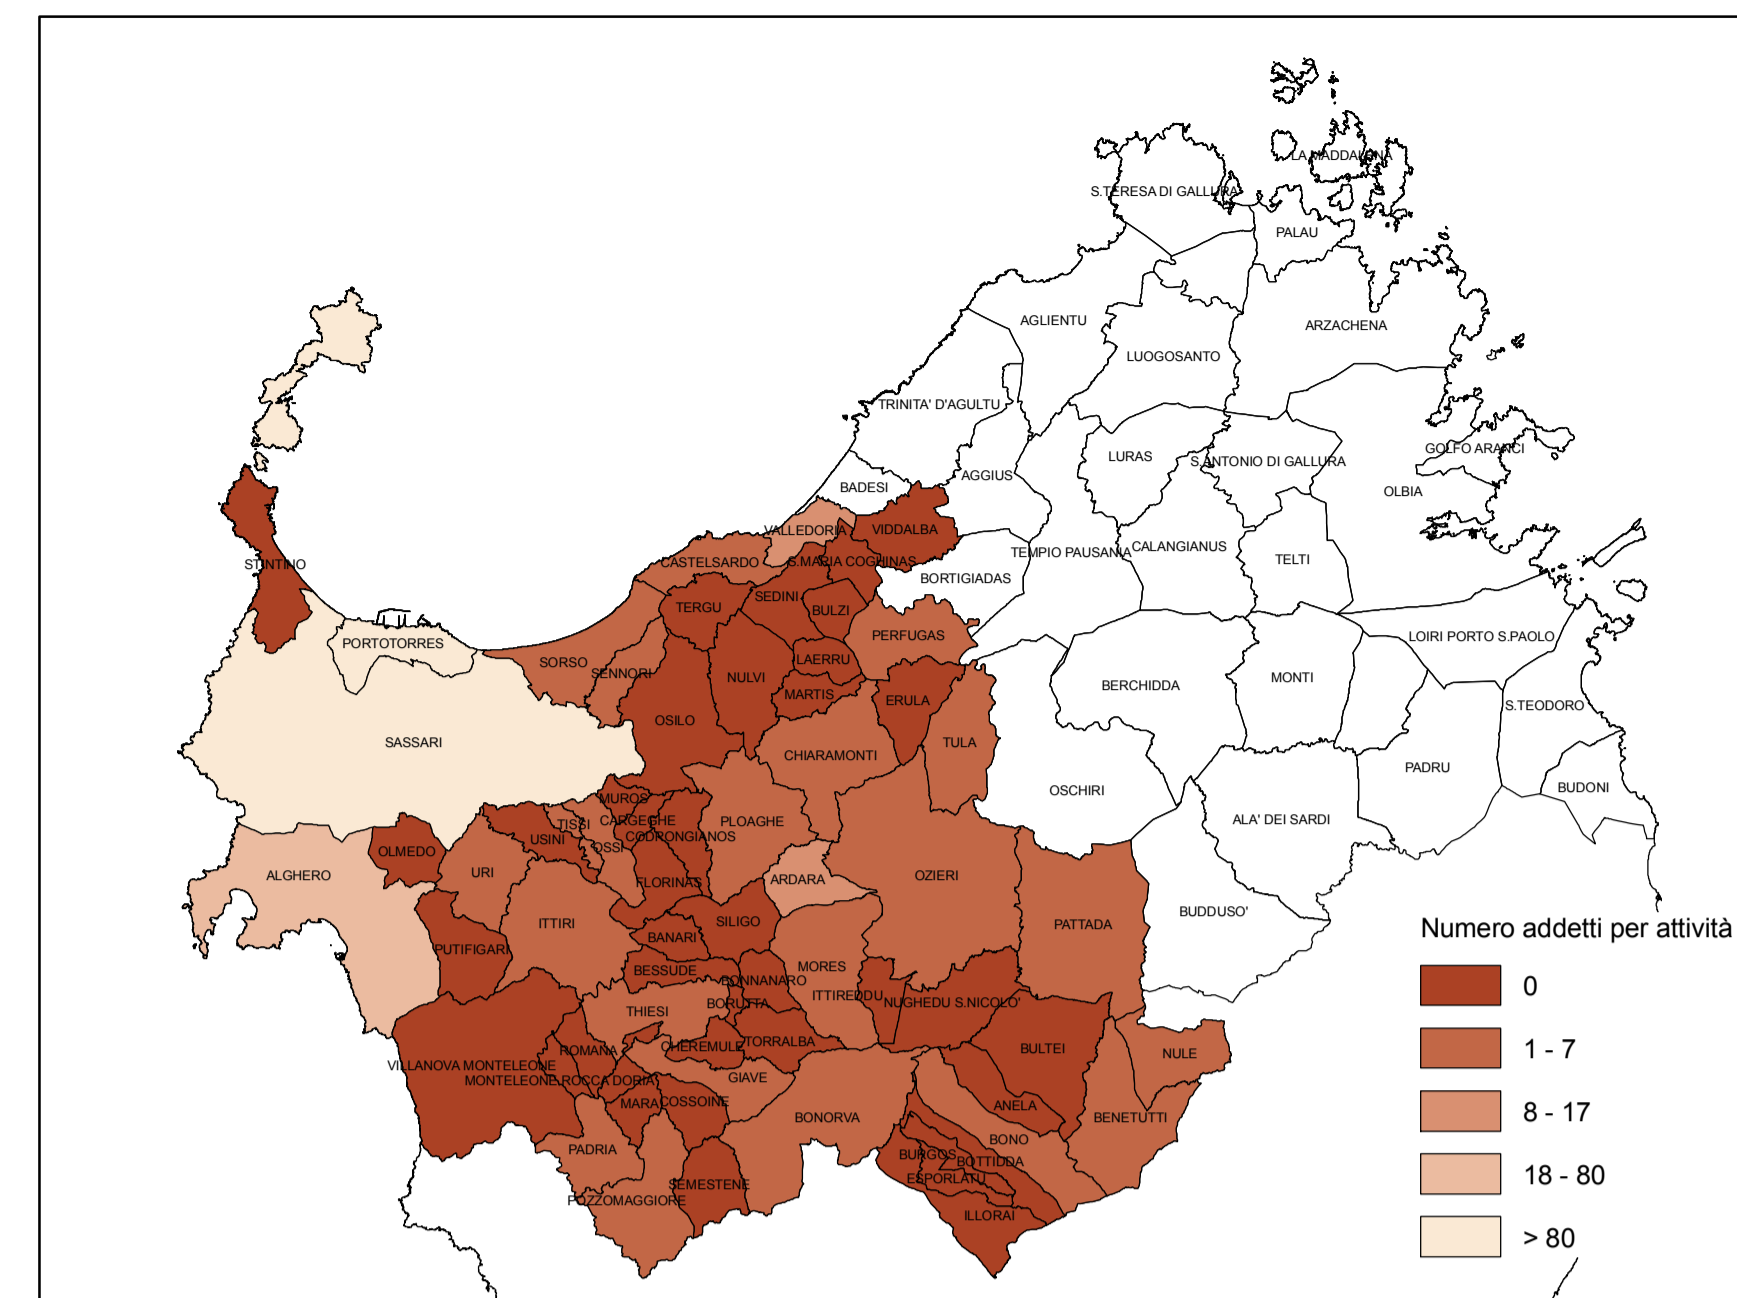 LA MADDALENA
S.TERESA DI GALLURA
PALAU
AGLIENTU
ARZACHENA
LUOGOSANTO
TRINITA' D'AGULTU
GOLFO ARANCI
LURAS
S.ANTONIO DI GALLURA
AGGIUS
BADESI
OLBIA
VALLEDORIA
VIDDALBA
TEMPIO PAUSANIA
CALANGIANUS
TELTI
CASTELSARDO
S.MARIA COGHINAS
STINTINO
BORTIGIADAS
SEDINI
TERGU
BULZI
PERFUGAS
LOIRI PORTO S.PAOLO
PORTOTORRES
SORSO
SENNORI
LAERRU
NULVI
BERCHIDDA
MONTI
MARTIS
ERULA
S.TEODORO
OSILO
SASSARI
TULA
CHIARAMONTI
PADRU
BUDONI
OSCHIRI
MUROS
TISSI
CARGEGHE
PLOAGHE
ALA' DEI SARDI
CODRONGIANOS
USINI
OSSI
OLMEDO
ALGHERO
URI
FLORINAS
ARDARA
OZIERI
BUDDUSO'
ITTIRI
SILIGO
PATTADA
Numero addetti per attività
BANARI
PUTIFIGARI
BESSUDE
MORES
BONNANARO
0
ITTIREDDU
BORUTTA
NUGHEDU S.NICOLO'
THIESI
CHEREMULE
TORRALBA
ROMANA
BULTEI
NULE
1 - 7
VILLANOVA MONTELEONE
MONTELEONE ROCCA DORIA
GIAVE
MARA
COSSOINE
ANELA
BONORVA
BENETUTTI
8 - 17
BONO
PADRIA
BURGOS
BOTTIDDA
ESPORLATU
SEMESTENE
18 - 80
POZZOMAGGIORE
ILLORAI
> 80